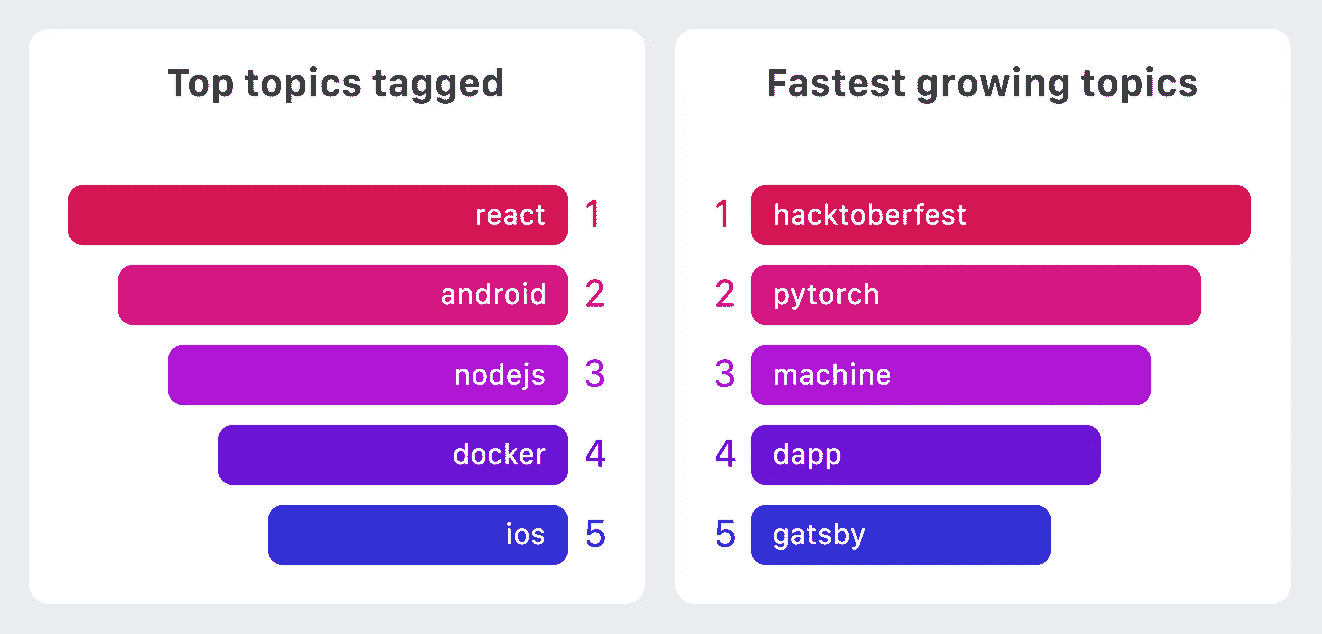 Top topics tagged
react 1
android 2
nodejs 3
docker 4
ios 5
Fastest growing topics
1 hacktoberfest
2 pytorch
3 machine
4 dapp
5 gatsby